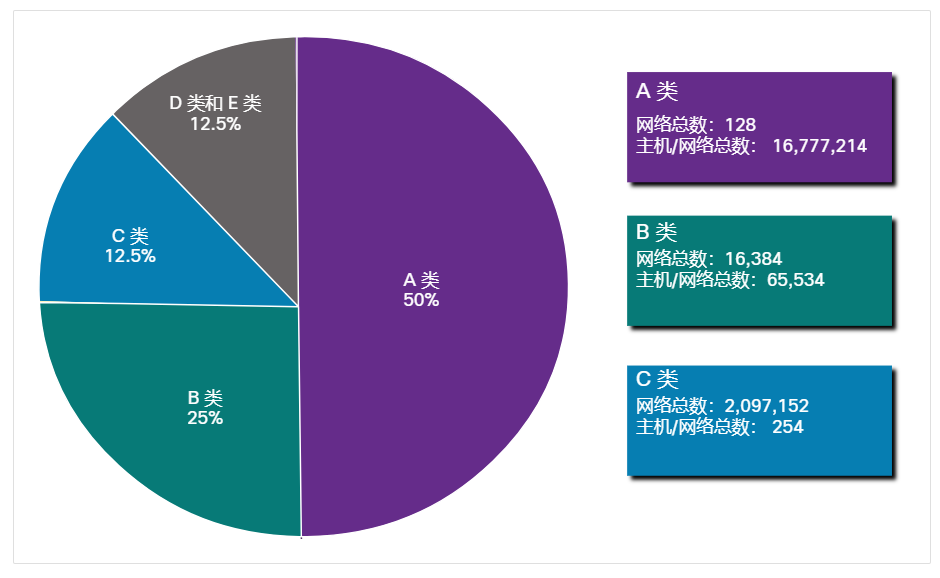 D 类和 E 类
12.5%
C 类
12.5%
A 类
50%
B 类
25%
A 类
网络总数：128
主机/网络总数： 16,777,214
B 类
网络总数：16,384
主机/网络总数：65,534
C 类
网络总数：2,097,152
主机/网络总数： 254